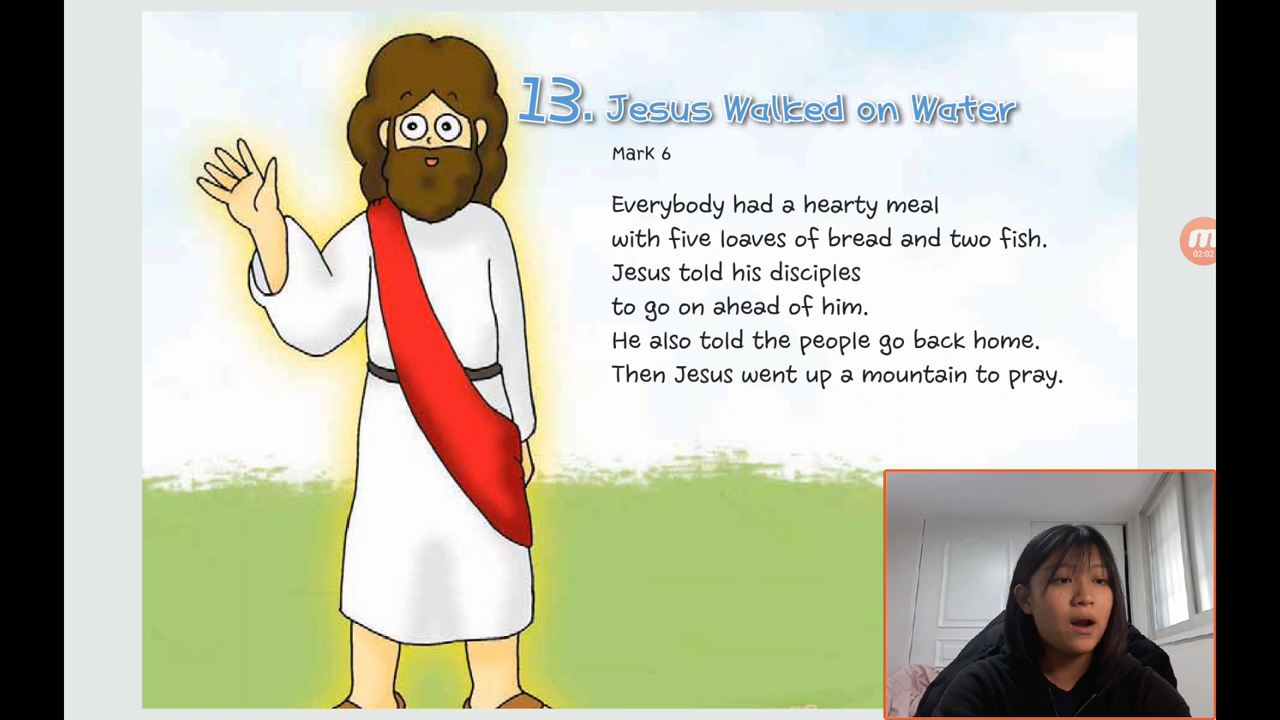 13. Jesus Walked on Water
Mark 6
Everybody had a hearty meal
with five loaves of bread and two fish.
Jesus told his disciples
to go on ahead of him.
He also told the people go back home.
Then Jesus went up a mountain to pray.
02:02